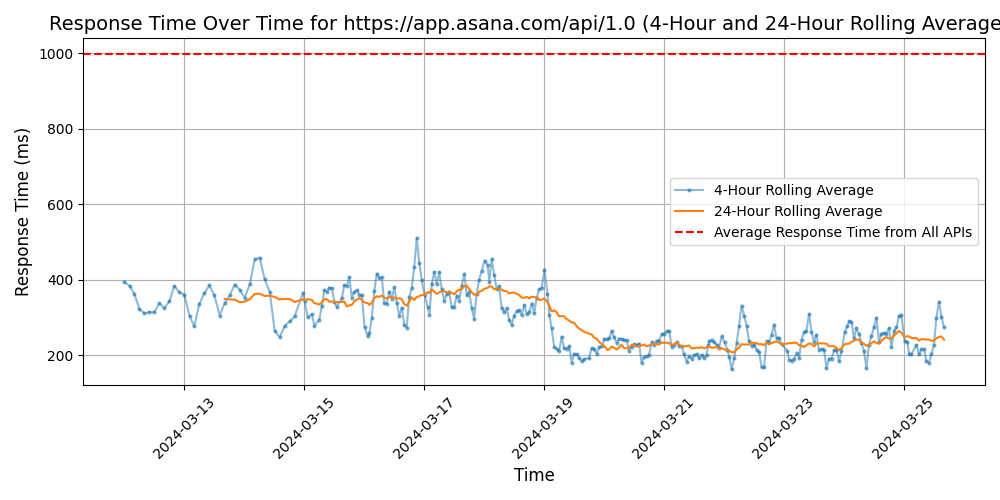 Response Time Over Time for https://app.asana.com/api/1.0 (4-Hour and 24-Hour Rolling Average
1000
800
600
400
200
Response Time (ms)
4-Hour Rolling Average
24-Hour Rolling Average
Average Response Time from All APIs
2024-03-13
2024-03-15
2024-03-17
2024-03-19
2024-03-21
2024-03-23
2024-03-25
Time